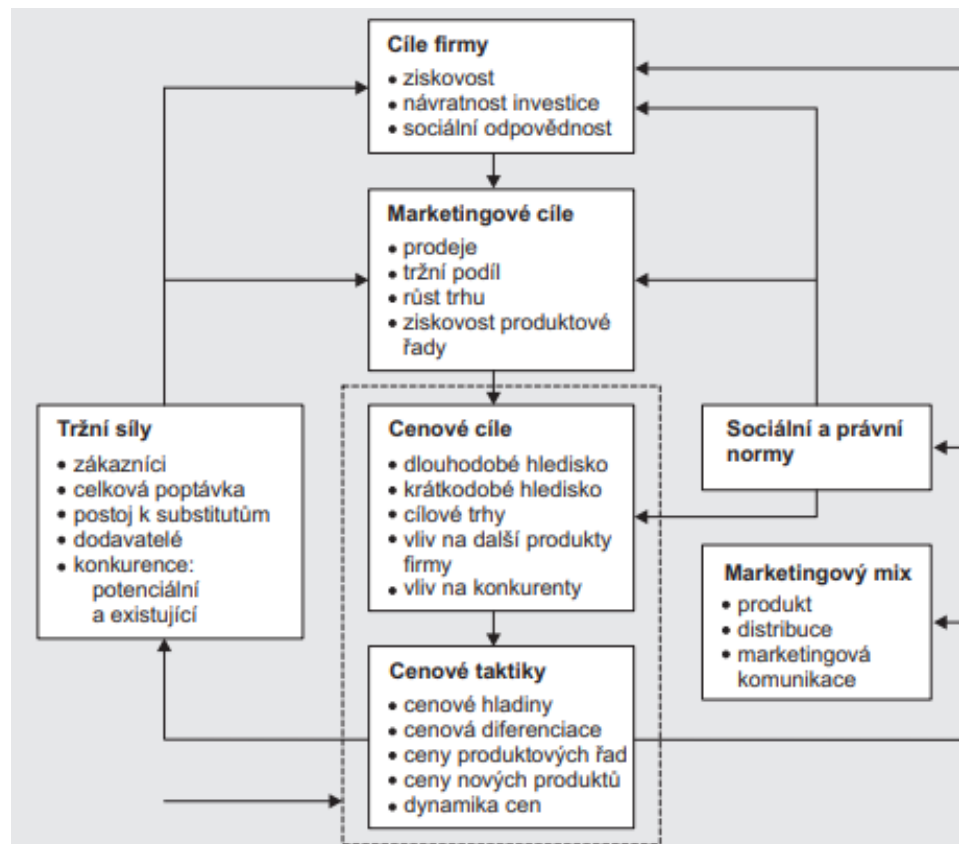 Cíle firmy
• ziskovost
• návratnost investice
• sociální odpovědnost
Marketingové cíle
• prodeje
• tržní podíl
• růst trhu
• ziskovost produktové
řady
Tržní síly
• zákazníci
• celková poptávka
• postoj k substitutům
• dodavatelé
• konkurence:
potenciální
a existující
Cenové cíle
• dlouhodobé hledisko
• krátkodobé hledisko
• cílové trhy
• vliv na další produkty
firmy
• vliv na konkurenty
Sociální a právní
normy
Marketingový mix
• produkt
• distribuce
• marketingová
komunikace
Cenové taktiky
• cenové hladiny
• cenová diferenciace
• ceny produktových řad
• ceny nových produktů
• dynamika cen